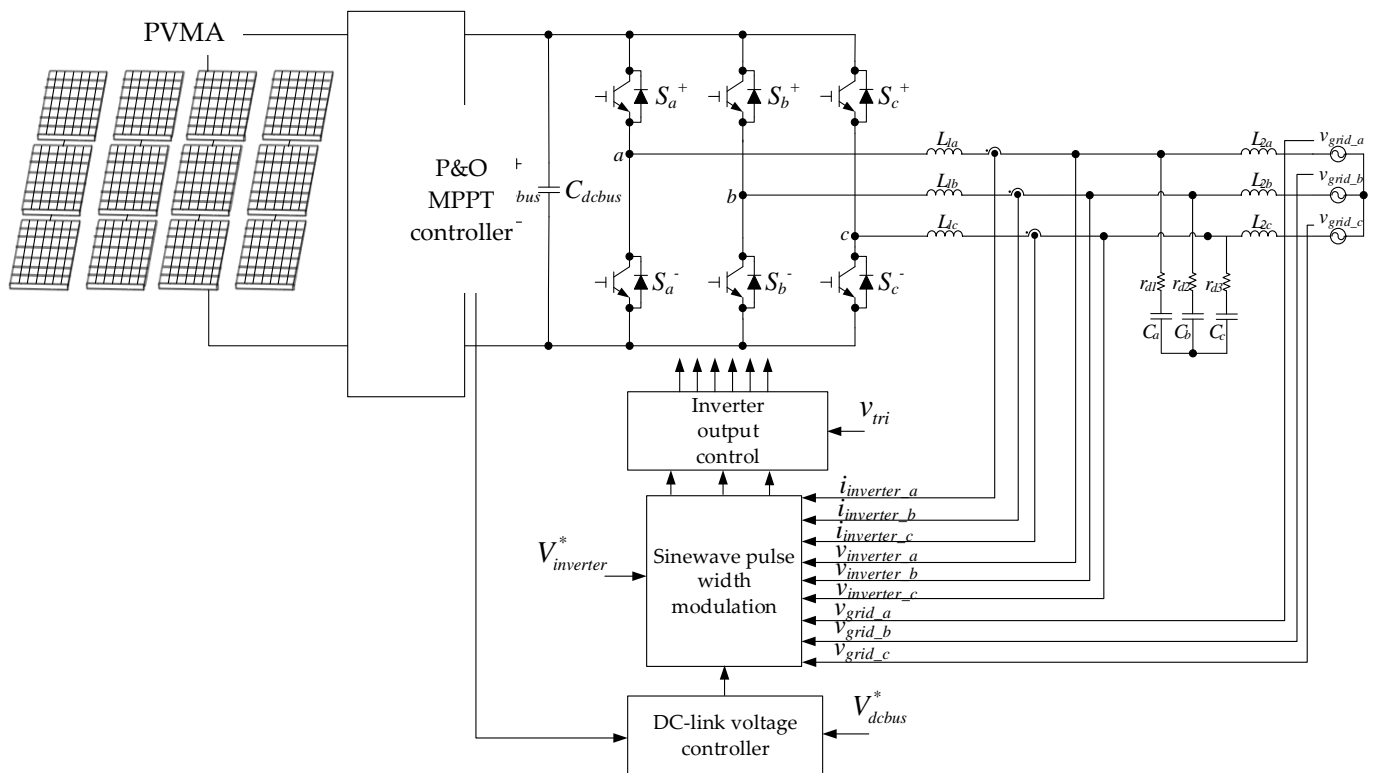 PVMA
P&O
MPPT
controller
+
bus
-
C_dcbus
S_a^+
S_b^+
S_c^+
a
b
c
S_a^-
S_b^-
S_c^-
L_1a
L_1b
L_1c
L_2a
L_2b
L_2c
v_grid_a
v_grid_b
v_grid_c
r_d1
r_d2
r_d3
C_a
C_b
C_c
Inverter
output
control
v_tri
Sinewave pulse
width
modulation
V^*_inverter
i_inverter_a
i_inverter_b
i_inverter_c
v_inverter_a
v_inverter_b
v_inverter_c
v_grid_a
v_grid_b
v_grid_c
DC-link voltage
controller
V^*_dcbus